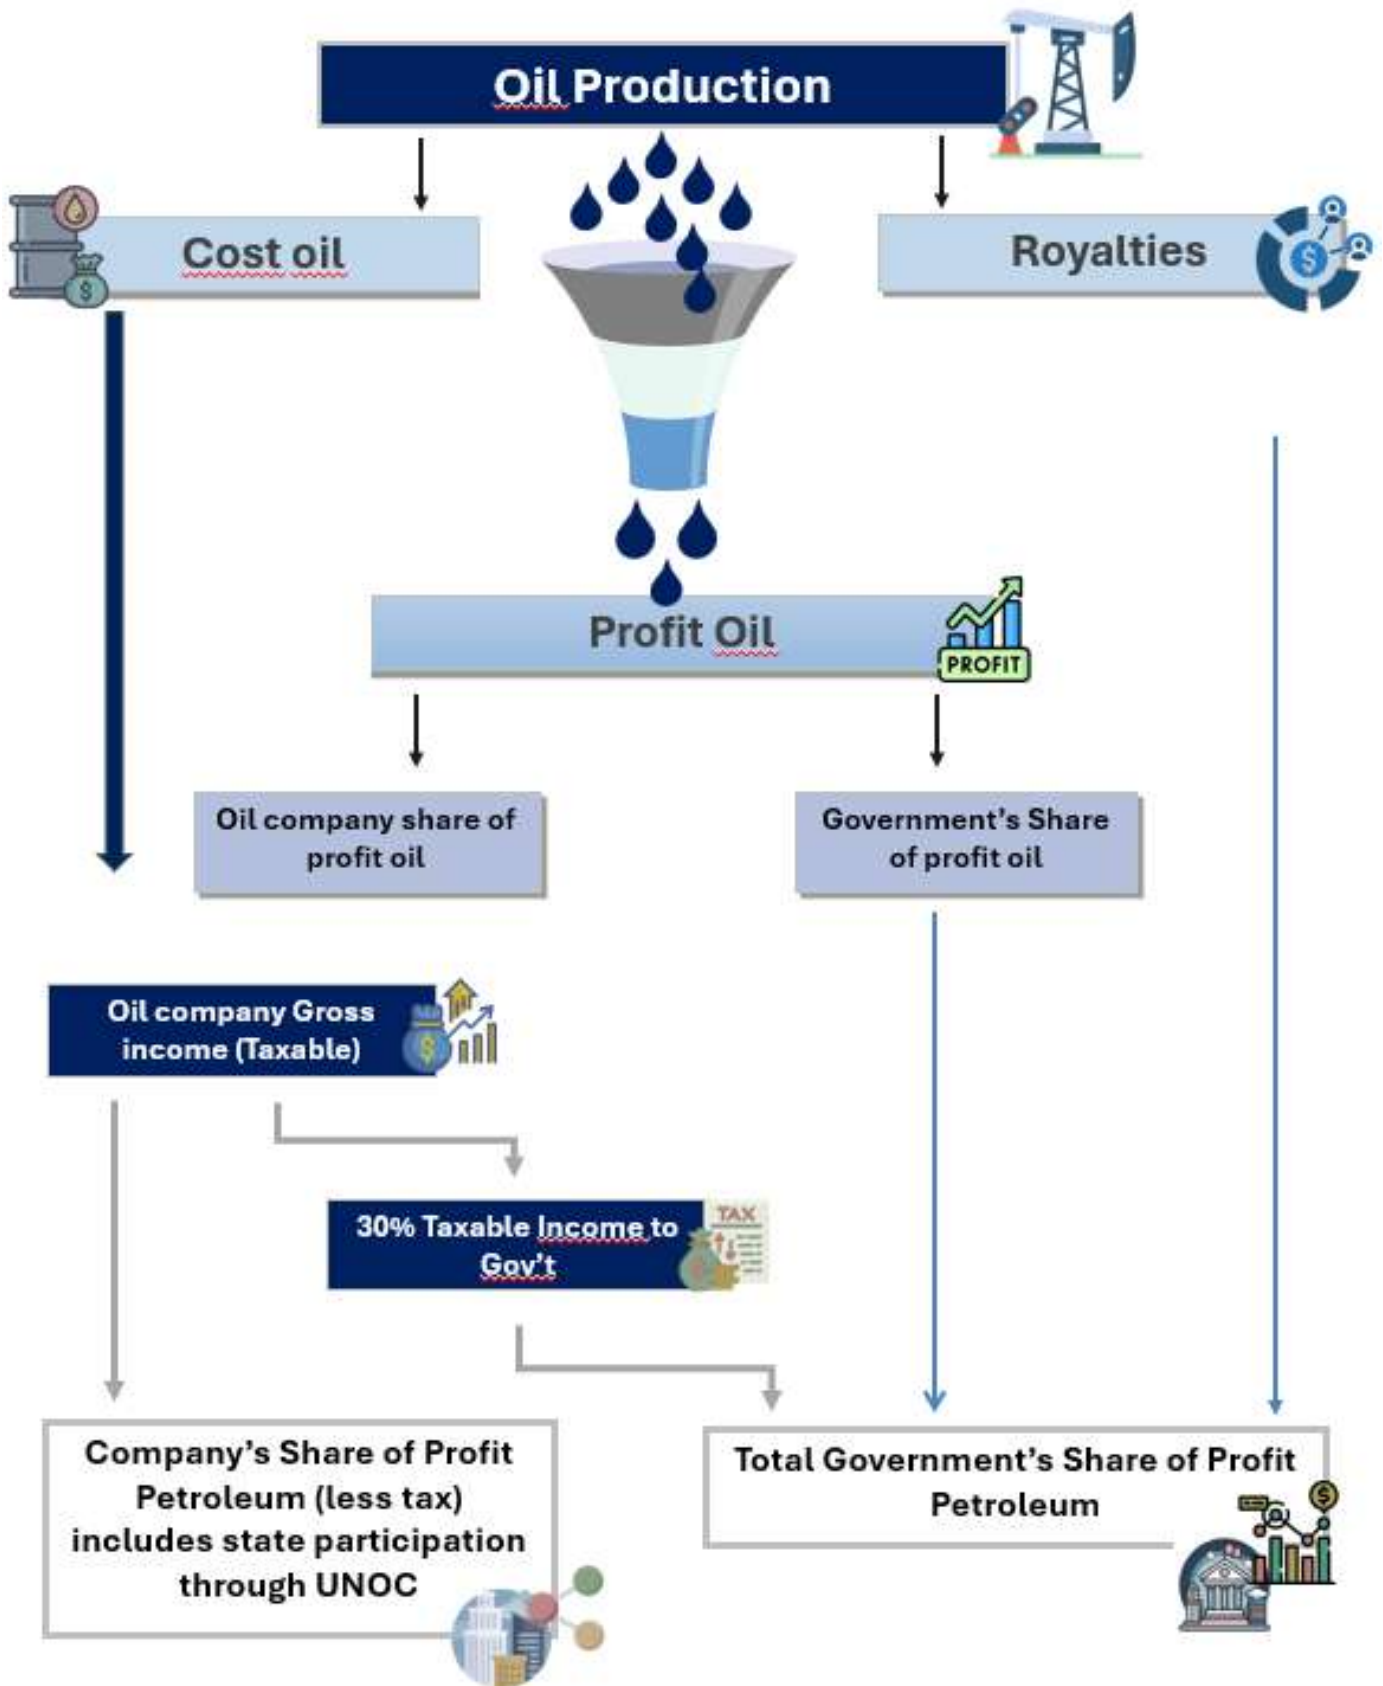 Oil Production
Cost oil
Royalties
Profit Oil
PROFIT
Oil company share of
profit oil
Government's Share
of profit oil
Oil company Gross
income (Taxable)
30% Taxable Income to
Gov't
TAX
Company's Share of Profit
Petroleum (less tax)
includes state participation
through UNOC
Total Government's Share of Profit
Petroleum